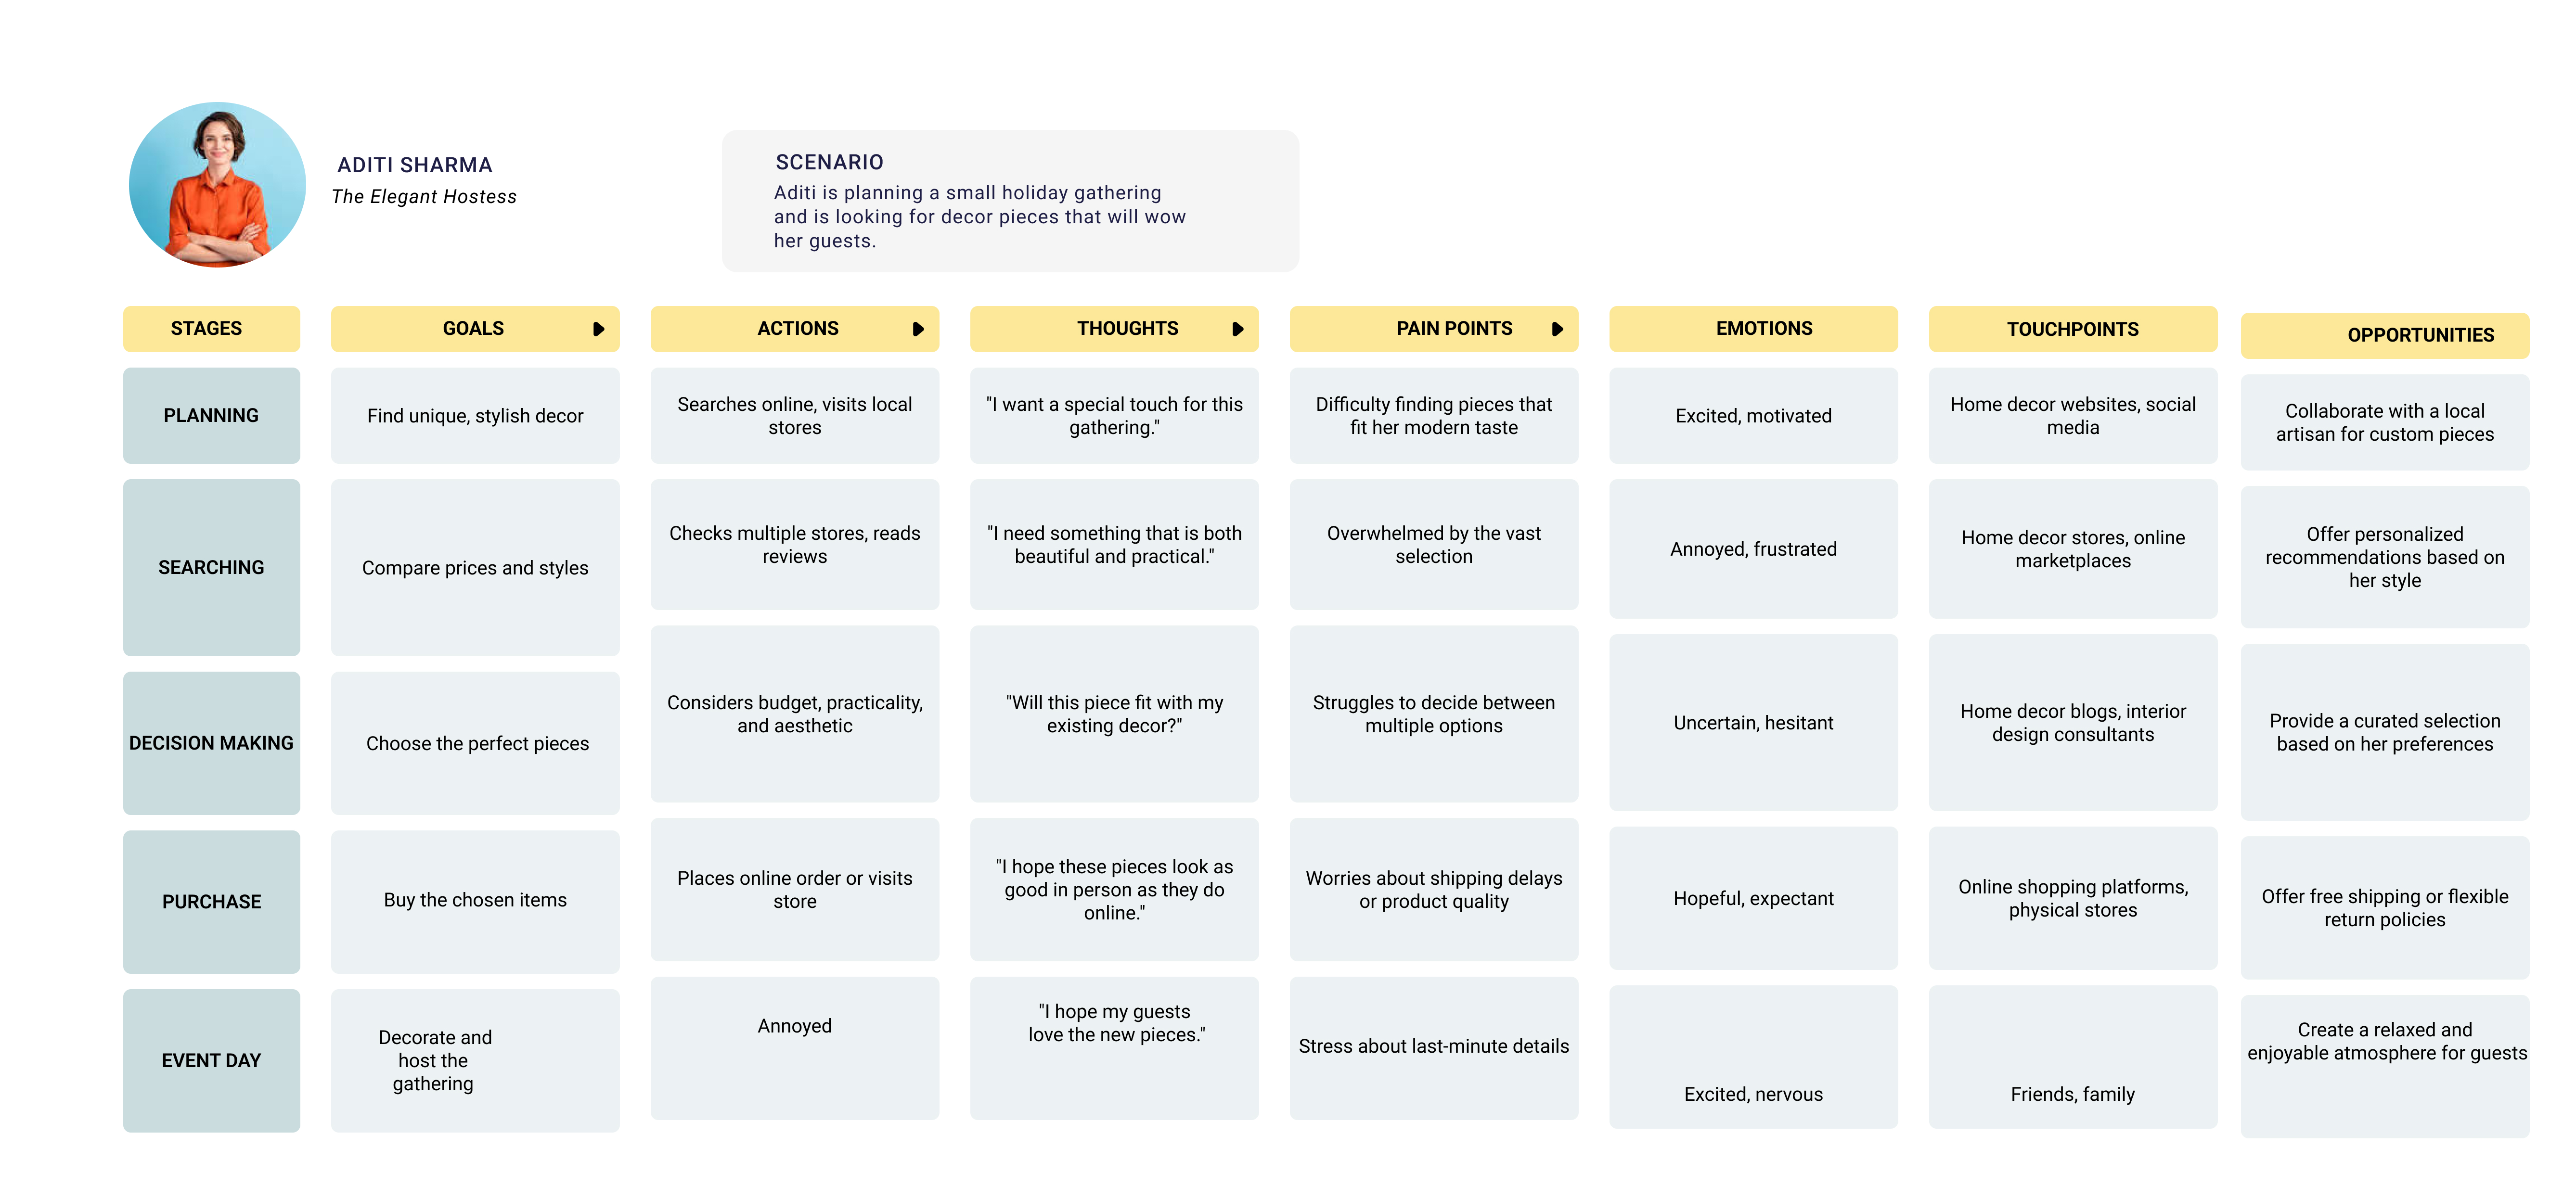 ADITI SHARMA
The Elegant Hostess
SCENARIO
Aditi is planning a small holiday gathering
and is looking for decor pieces that will wow
her guests.
STAGES
GOALS
ACTIONS
THOUGHTS
PAIN POINTS
EMOTIONS
TOUCHPOINTS
OPPORTUNITIES
PLANNING
Find unique, stylish decor
Searches online, visits local
stores
"I want a special touch for this
gathering."
Difficulty finding pieces that
fit her modern taste
Excited, motivated
Home decor websites, social
media
Collaborate with a local
artisan for custom pieces
SEARCHING
Compare prices and styles
Checks multiple stores, reads
reviews
"I need something that is both
beautiful and practical."
Overwhelmed by the vast
selection
Annoyed, frustrated
Home decor stores, online
marketplaces
Offer personalized
recommendations based on
her style
DECISION MAKING
Choose the perfect pieces
Considers budget, practicality,
and aesthetic
"Will this piece fit with my
existing decor?"
Struggles to decide between
multiple options
Uncertain, hesitant
Home decor blogs, interior
design consultants
Provide a curated selection
based on her preferences
PURCHASE
Buy the chosen items
Places online order or visits
store
"I hope these pieces look as
good in person as they do
online."
Worries about shipping delays
or product quality
Hopeful, expectant
Online shopping platforms,
physical stores
Offer free shipping or flexible
return policies
EVENT DAY
Decorate and
host the
gathering
Annoyed
"I hope my guests
love the new pieces."
Stress about last-minute details
Excited, nervous
Friends, family
Create a relaxed and
enjoyable atmosphere for guests